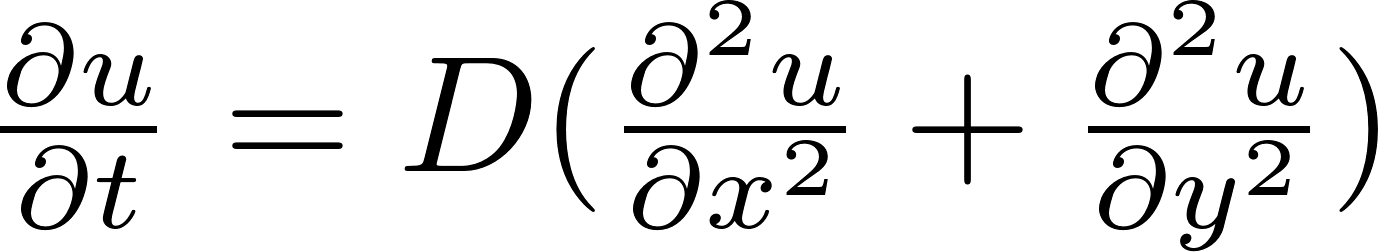 ∂u/∂t = D(∂²u/∂x² + ∂²u/∂y²)